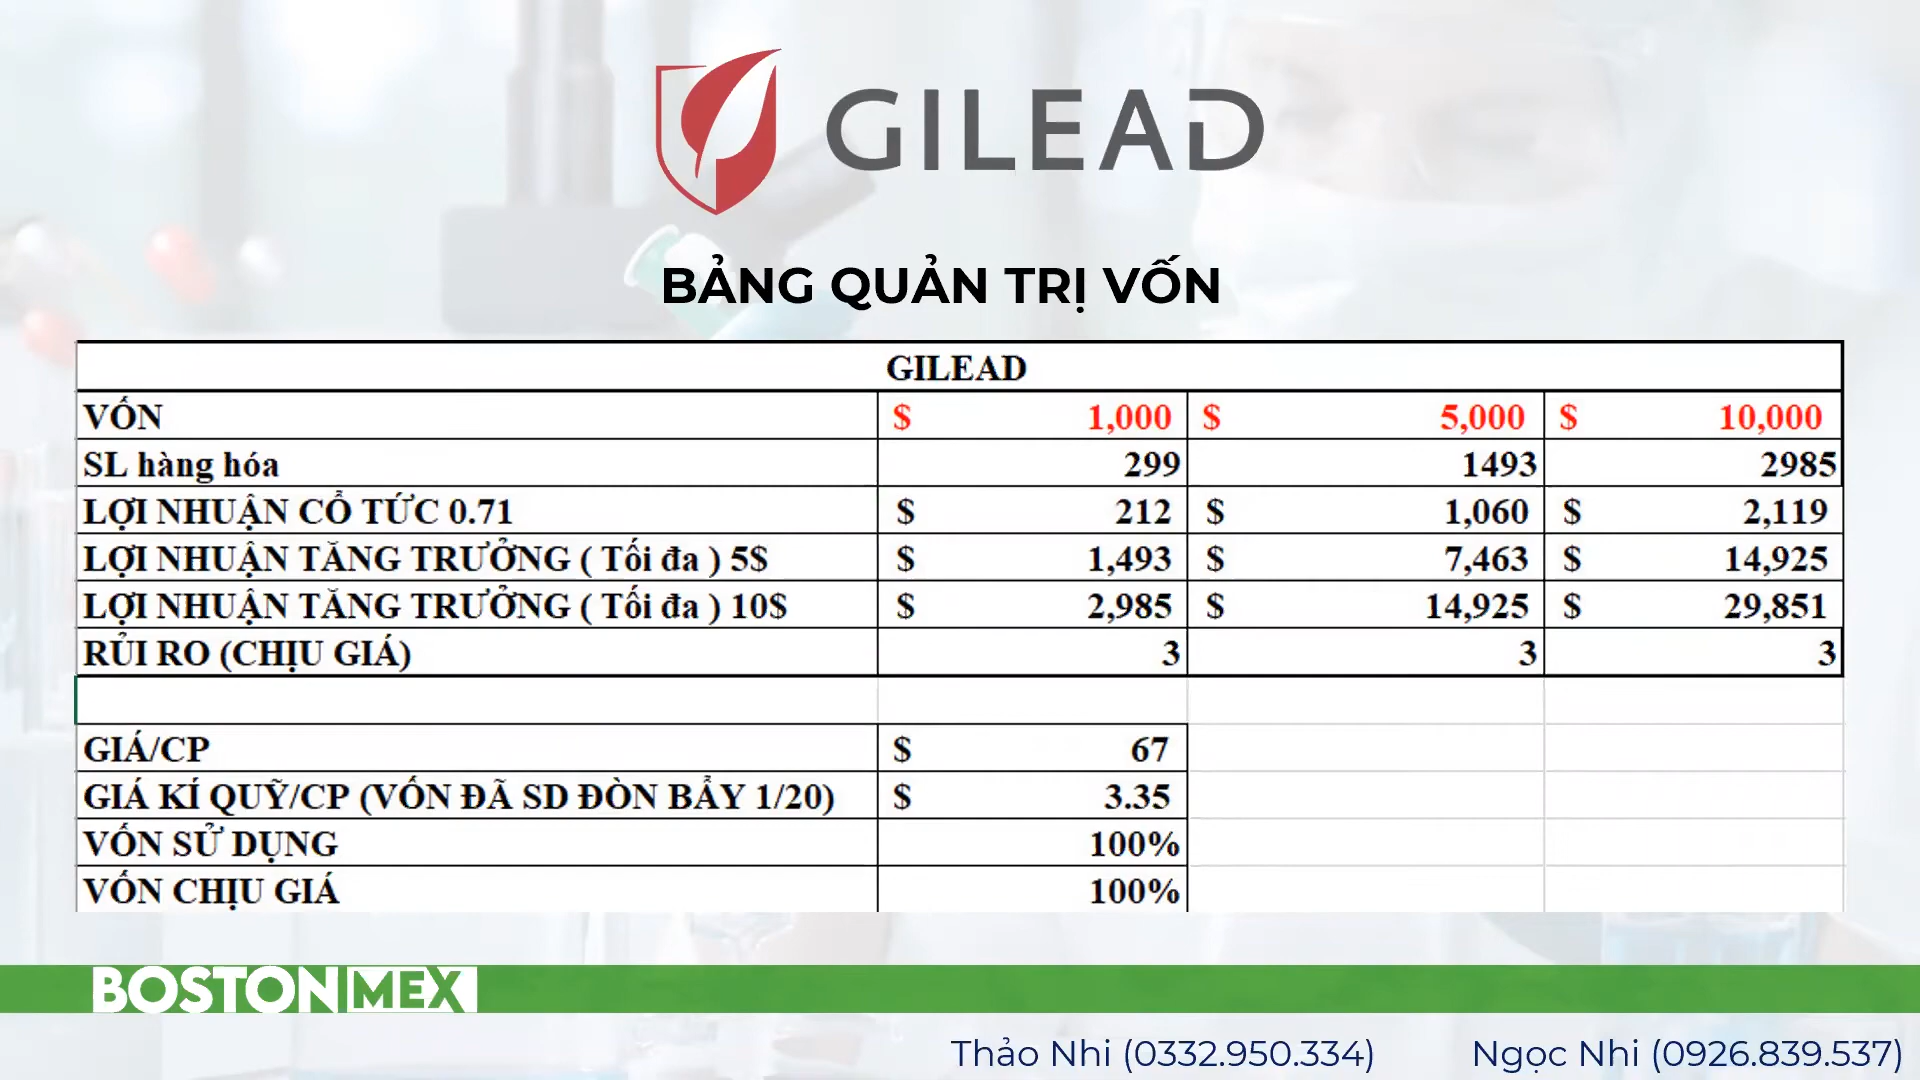 GILEAD
BẢNG QUẢN TRỊ VỐN
GILEAD
VỐN $ 1,000 $ 5,000 $ 10,000
SL hàng hóa 299 1493 2985
LỢI NHUẬN CỔ TỨC 0.71 $ 212 $ 1,060 $ 2,119
LỢI NHUẬN TĂNG TRƯỞNG ( Tối đa ) 5$ $ 1,493 $ 7,463 $ 14,925
LỢI NHUẬN TĂNG TRƯỞNG ( Tối đa ) 10$ $ 2,985 $ 14,925 $ 29,851
RỦI RO (CHỊU GIÁ) 3 3 3
GIÁ/CP $ 67
GIÁ KÍ QUỸ/CP (VỐN ĐÃ SD ĐÒN BẨY 1/20) $ 3.35
VỐN SỬ DỤNG 100%
VỐN CHỊU GIÁ 100%
BOSTON MEX
Thảo Nhi (0332.950.334) Ngọc Nhi (0926.839.537)